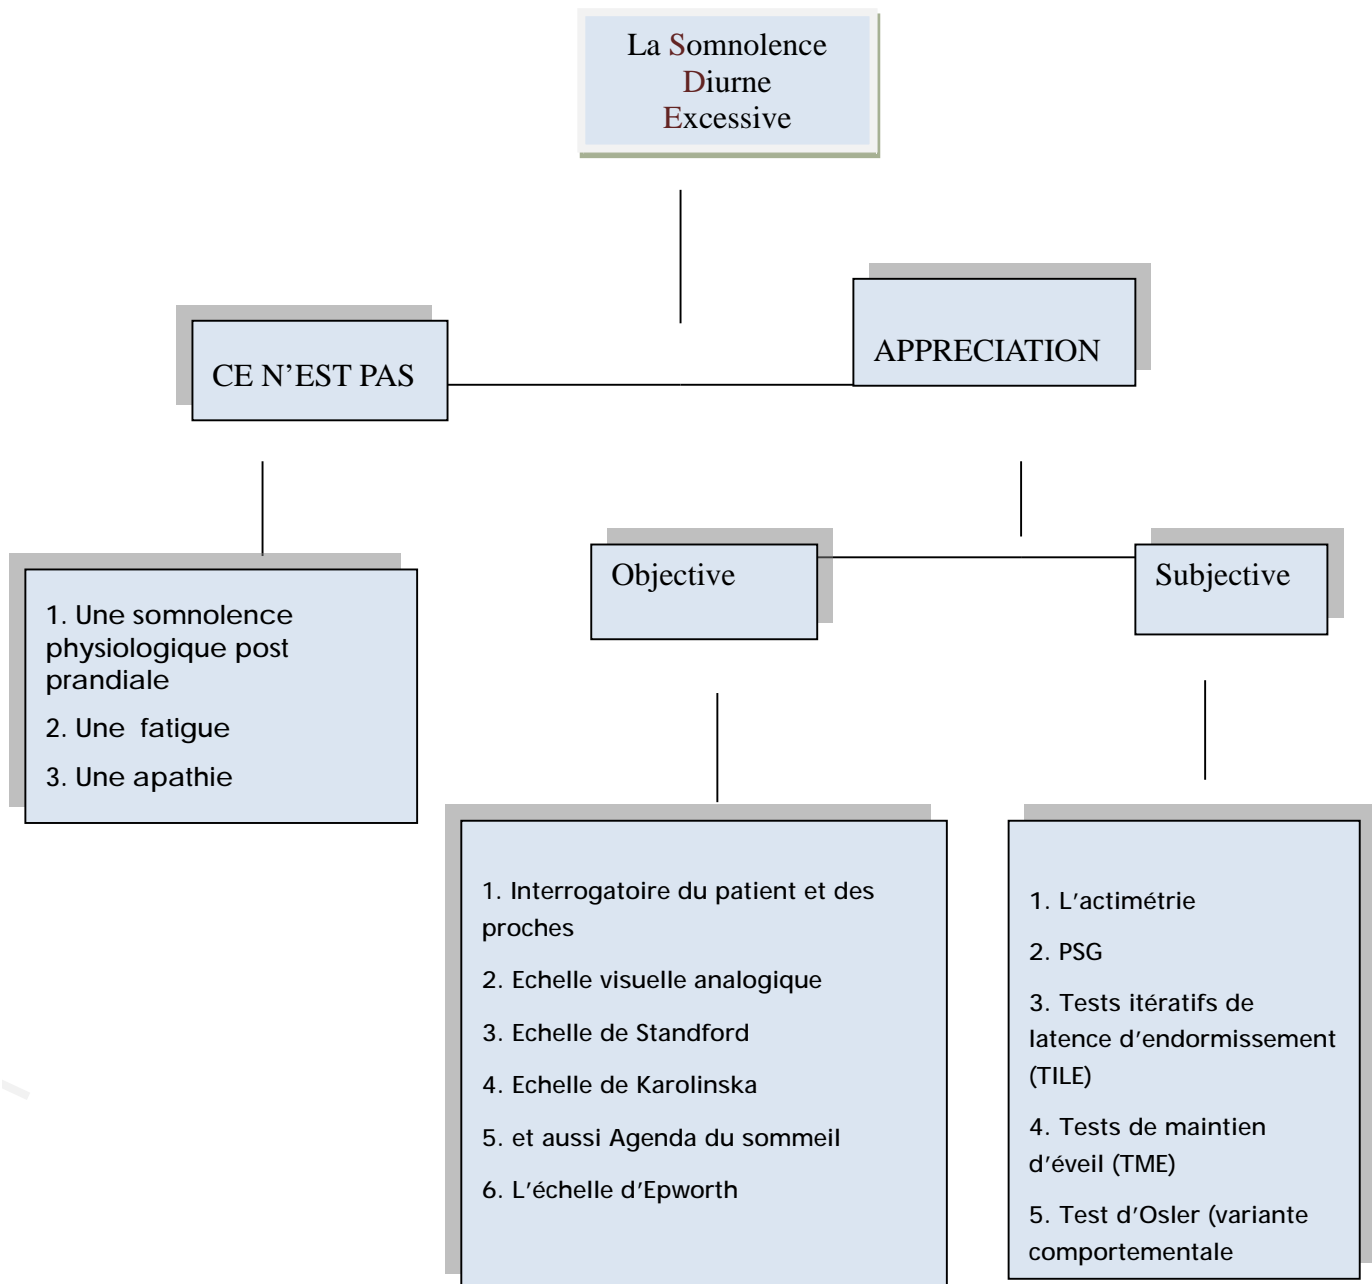 La Somnolence
Diurne
Excessive
CE N’EST PAS
APPRECIATION
1. Une somnolence
physiologique post
prandiale
2. Une fatigue
3. Une apathie
Objective
Subjective
1. Interrogatoire du patient et des
proches
2. Echelle visuelle analogique
3. Echelle de Standford
4. Echelle de Karolinska
5. et aussi Agenda du sommeil
6. L’échelle d’Epworth
1. L’actimétrie
2. PSG
3. Tests itératifs de
latence d’endormissement
(TILE)
4. Tests de maintien
d’éveil (TME)
5. Test d’Osler (variante
comportementale